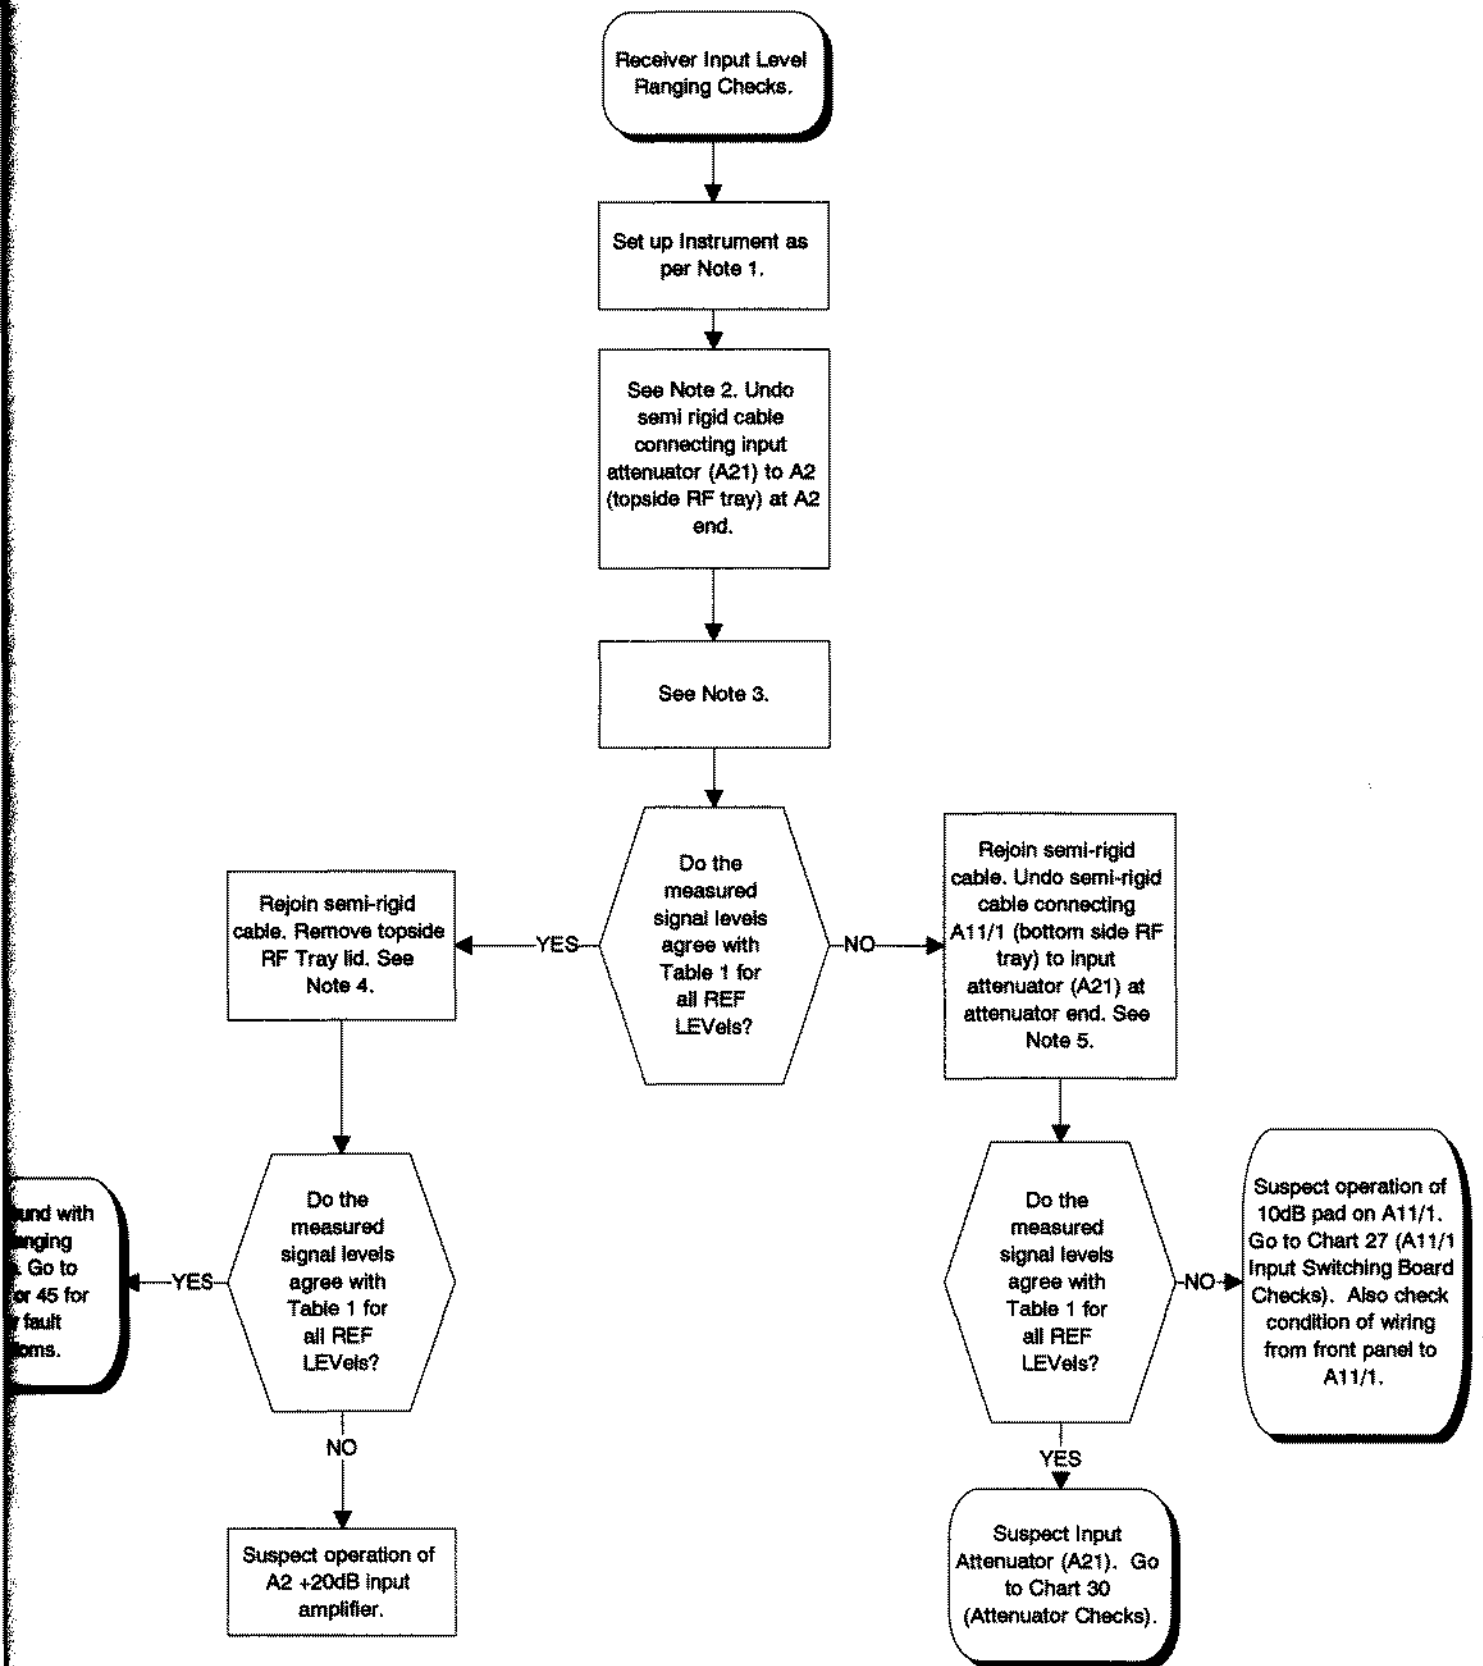 Receiver Input Level
Ranging Checks.
Set up Instrument as
per Note 1.
See Note 2. Undo
semi rigid cable
connecting input
attenuator (A21) to A2
(topside RF tray) at A2
end.
See Note 3.
Do the
measured
signal levels
agree with
Table 1 for
all REF
LEVels?
YES
NO
Rejoin semi-rigid
cable. Remove topside
RF Tray lid. See
Note 4.
Rejoin semi-rigid
cable. Undo semi-rigid
cable connecting
A11/1 (bottom side RF
tray) to input
attenuator (A21) at
attenuator end. See
Note 5.
Do the
measured
signal levels
agree with
Table 1 for
all REF
LEVels?
YES
with
Go to
or 45 for
fault
NO
Suspect operation of
A2 +20dB input
amplifier.
Do the
measured
signal levels
agree with
Table 1 for
all REF
LEVels?
NO
Suspect operation of
10dB pad on A11/1.
Go to Chart 27 (A11/1
Input Switching Board
Checks). Also check
condition of wiring
from front panel to
A11/1.
YES
Suspect Input
Attenuator (A21). Go
to Chart 30
(Attenuator Checks).